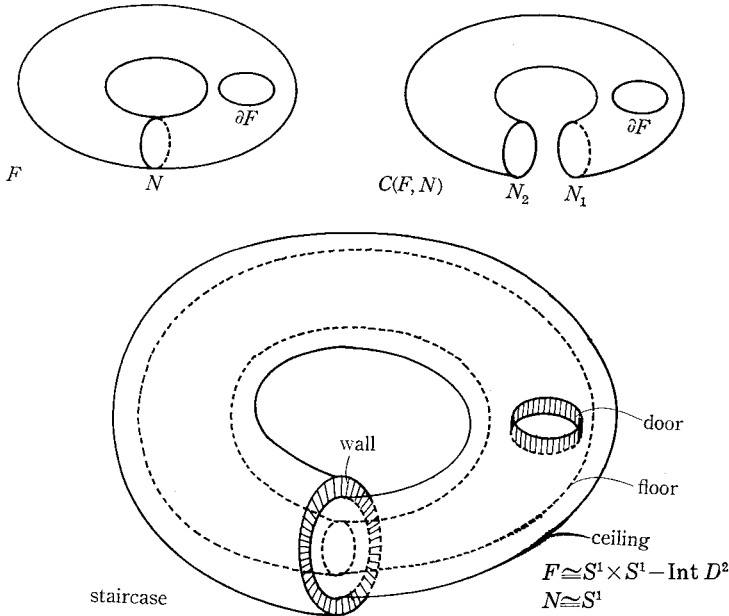 ∂F
∂F
F
N
C(F, N)
N₂
N₁
wall
door
floor
ceiling
F≅S¹×S¹−Int D²
staircase
N≅S¹